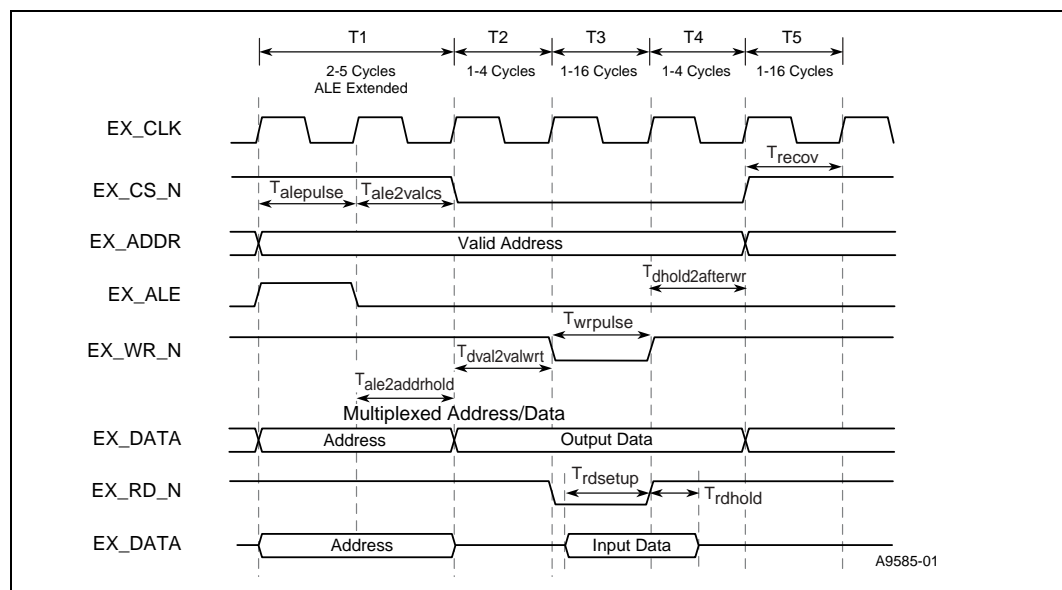 T1 T2 T3 T4 T5
2-5 Cycles 1-4 Cycles 1-16 Cycles 1-4 Cycles 1-16 Cycles
ALE Extended
EX_CLK
Trecov
EX_CS_N Talepulse Tale2valcs
EX_ADDR Valid Address
Tdhold2afterwr
EX_ALE
Twrpulse
EX_WR_N
Tdval2valwrt
Tale2addrhold
Multiplexed Address/Data
EX_DATA Address Output Data
Trdsetup
EX_RD_N Trdhold
EX_DATA Address Input Data
A9585-01